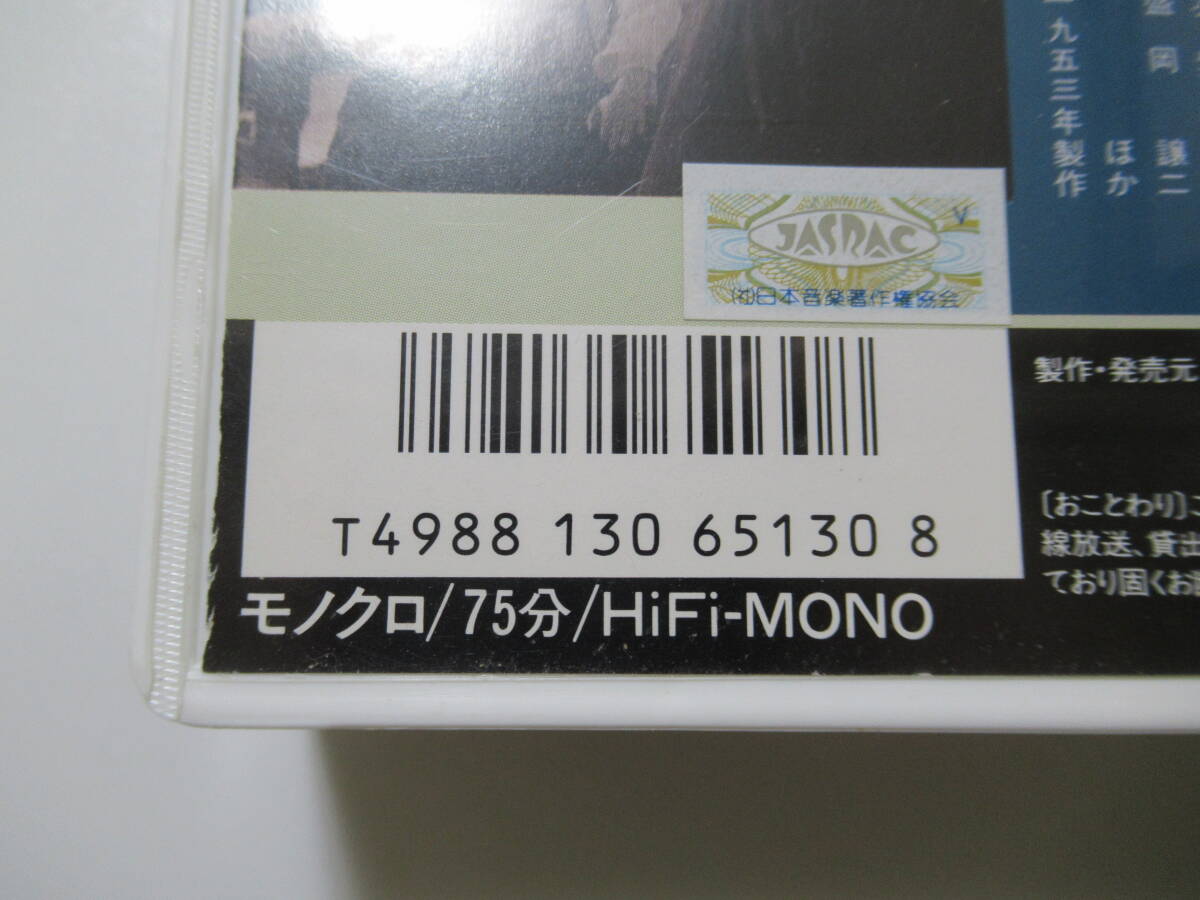 岡 譲二
ほか
九五三年製作
JASRAC
V
(社)日本音楽著作権協会
製作・発売元
T4988 130 65130 8
〔おことわり〕
線放送、貸出
ており固くお
モノクロ/75分/HiFi-MONO